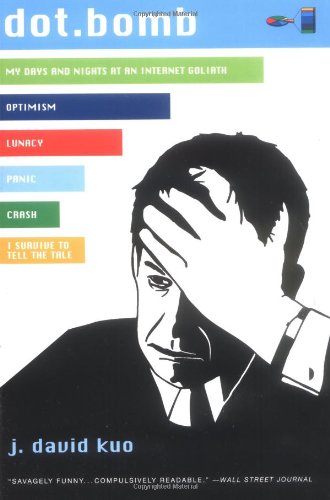 dot.bomb
MY DAYS AND NIGHTS AT AN INTERNET GOLIATH
OPTIMISM
LUNACY
PANIC
CRASH
I SURVIVE TO
TELL THE TALE
j. david kuo
"SAVAGELY FUNNY...COMPULSIVELY READABLE." —WALL STREET JOURNAL